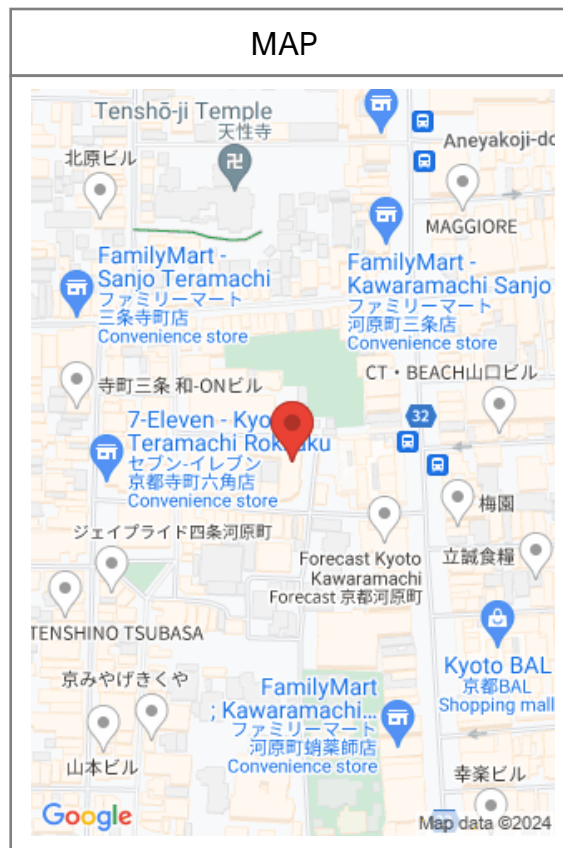 MAP
Tenshō-ji Temple
天性寺
Aneyakoji-do
北原ビル
MAGGIORE
FamilyMart -
Sanjo Teramachi
ファミリーマート
三条寺町店
Convenience store
FamilyMart -
Kawaramachi Sanjo
ファミリーマート
河原町三条店
Convenience store
寺町三条 和-ONビル
CT・BEACH山口ビル
32
7-Eleven - Kyo
Teramachi Rok aku
セブン-イレブン
京都寺町六角店
Convenience store
梅園
ジェイプライド四条河原町
Forecast Kyoto
Kawaramachi
Forecast 京都河原町
立誠食糧
TENSHINO TSUBASA
Kyoto BAL
京都BAL
Shopping mall
京みやげきくや
FamilyMart
; Kawaramachi...
ファミリーマート
河原町蛸薬師店
Convenience store
山本ビル
幸楽ビル
Google
Map data ©2024